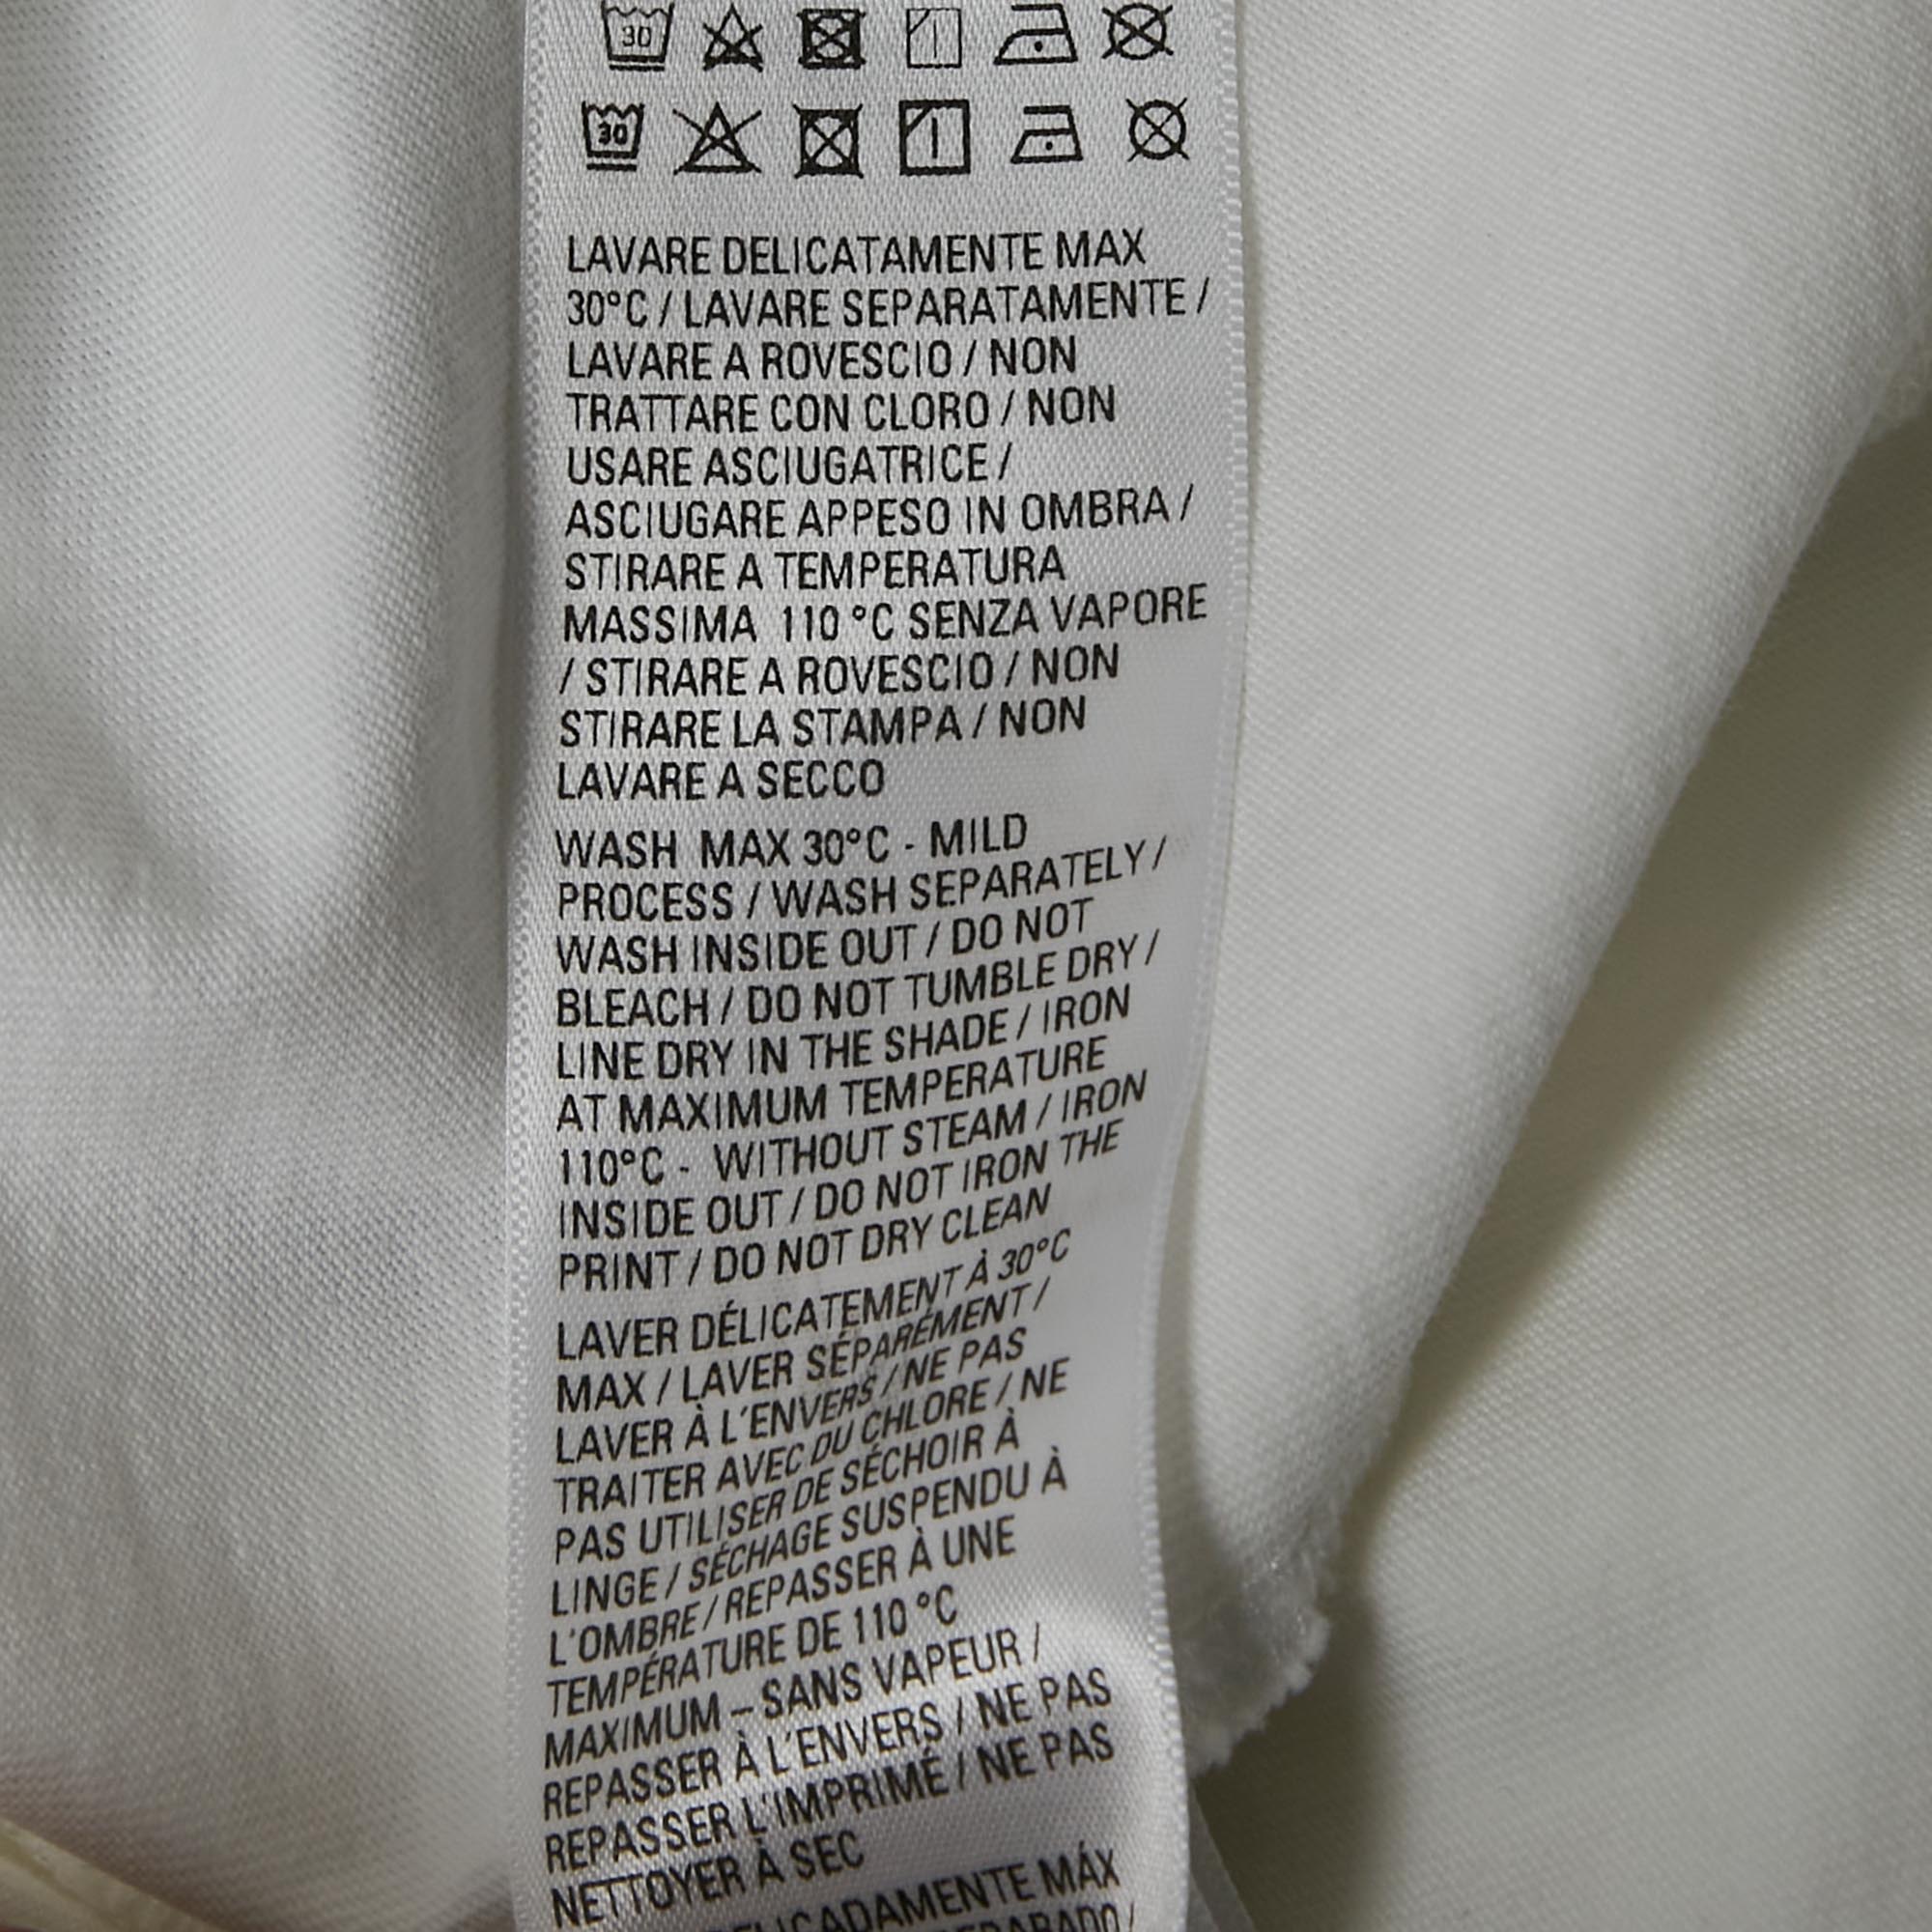 30
30
LAVARE DELICATAMENTE MAX
30°C / LAVARE SEPARATAMENTE /
LAVARE A ROVESCIO / NON
TRATTARE CON CLORO / NON
USARE ASCIUGATRICE /
ASCIUGARE APPESO IN OMBRA /
STIRARE A TEMPERATURA
MASSIMA 110 °C SENZA VAPORE
/ STIRARE A ROVESCIO / NON
STIRARE LA STAMPA / NON
LAVARE A SECCO
WASH MAX 30°C - MILD
PROCESS / WASH SEPARATELY /
WASH INSIDE OUT / DO NOT
BLEACH / DO NOT TUMBLE DRY /
LINE DRY IN THE SHADE / IRON
AT MAXIMUM TEMPERATURE
110°C - WITHOUT STEAM / IRON
INSIDE OUT / DO NOT IRON THE
PRINT / DO NOT DRY CLEAN
LAVER DÉLICATEMENT À 30°C
MAX / LAVER SÉPARÉMENT /
LAVER À L'ENVERS / NE PAS
TRAITER AVEC DU CHLORE / NE
PAS UTILISER DE SÉCHOIR À
LINGE / SÉCHAGE SUSPENDU À
L'OMBRE / REPASSER À UNE
TEMPÉRATURE DE 110 °C
MAXIMUM – SANS VAPEUR /
REPASSER À L'ENVERS / NE PAS
REPASSER L'IMPRIMÉ / NE PAS
NETTOYER À SEC
MÁX